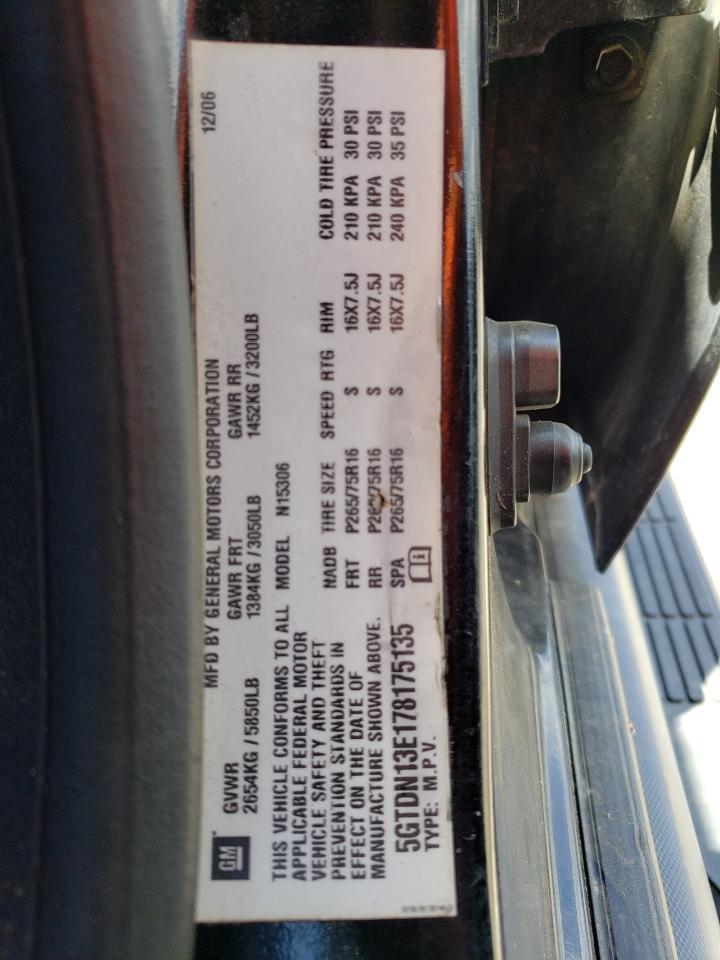 MFD BY GENERAL MOTORS CORPORATION 12/06
GM GVWR GAWR FRT GAWR RR
2654KG / 5850LB 1384KG / 3050LB 1452KG / 3200LB
THIS VEHICLE CONFORMS TO ALL MODEL N15306
APPLICABLE FEDERAL MOTOR
VEHICLE SAFETY AND THEFT
PREVENTION STANDARDS IN
EFFECT ON THE DATE OF
MANUFACTURE SHOWN ABOVE.
NADB TIRE SIZE SPEED RTG RIM COLD TIRE PRESSURE
FRT P265/75R16 S 16X7.5J 210 KPA 30 PSI
RR P265/75R16 S 16X7.5J 210 KPA 30 PSI
SPA P265/75R16 S 16X7.5J 240 KPA 35 PSI
5GTDN13E178175135
TYPE: M.P.V.